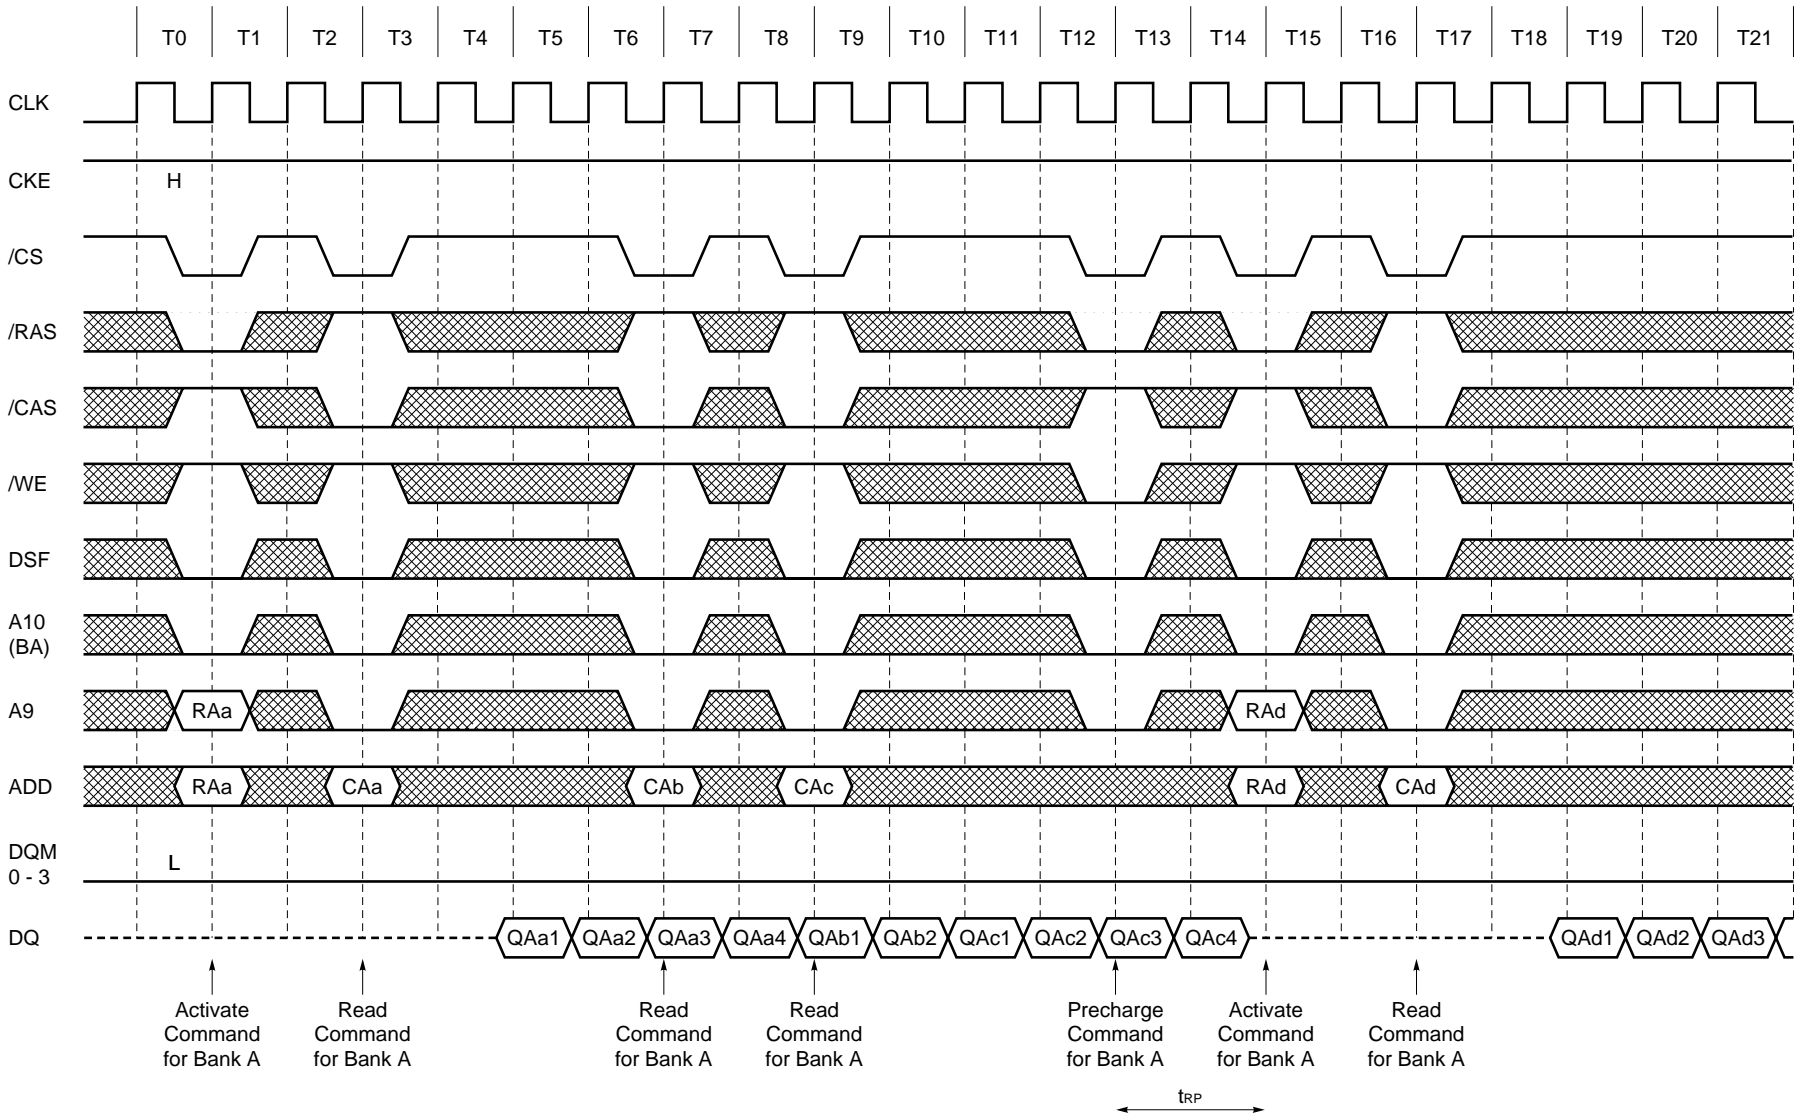 T0 T1 T2 T3 T4 T5 T6 T7 T8 T9 T10 T11 T12 T13 T14 T15 T16 T17 T18 T19 T20 T21
CLK
CKE H
/CS
/RAS
/CAS
/WE
DSF
A10
(BA)
A9 RAa RAd
ADD RAa CAa CAb CAc RAd CAd
DQM
0 - 3 L
DQ QAa1 QAa2 QAa3 QAa4 QAb1 QAb2 QAc1 QAc2 QAc3 QAc4 QAd1 QAd2 QAd3
Activate
Command
for Bank A
Read
Command
for Bank A
Read
Command
for Bank A
Read
Command
for Bank A
Precharge
Command
for Bank A
Activate
Command
for Bank A
Read
Command
for Bank A
tRP